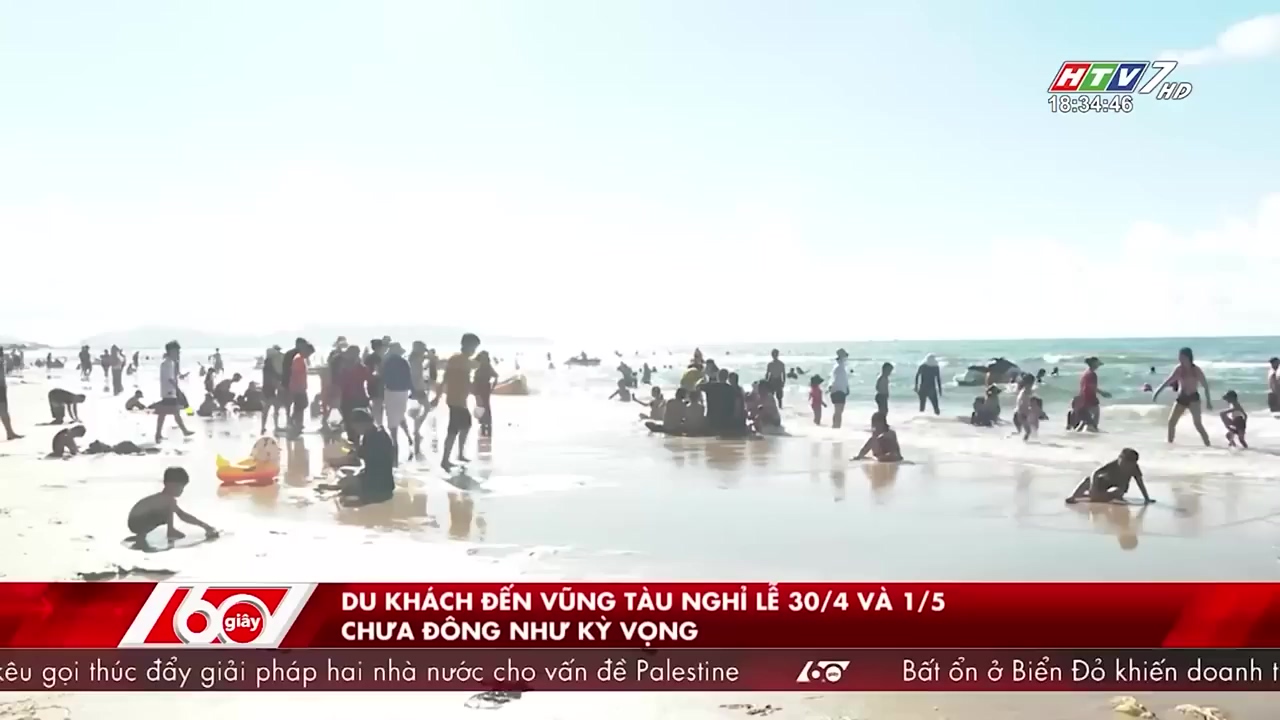 HTV7 HD
18:34:46
60 giây
DU KHÁCH ĐẾN VŨNG TÀU NGHỈ LỄ 30/4 VÀ 1/5
CHƯA ĐÔNG NHƯ KỲ VỌNG
kêu gọi thúc đẩy giải pháp hai nhà nước cho vấn đề Palestine 60 giây Bất ổn ở Biển Đỏ khiến doanh